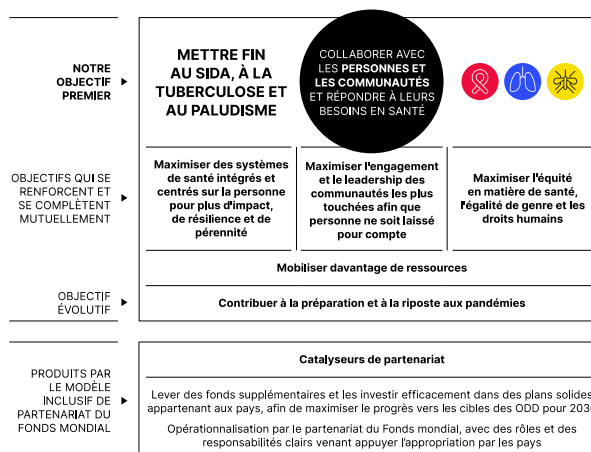 NOTRE
OBJECTIF
PREMIER
METTRE FIN
AU SIDA, À LA
TUBERCULOSE ET
AU PALUDISME
COLLABORER AVEC
LES PERSONNES ET
LES COMMUNAUTÉS
ET RÉPONDRE À LEURS
BESOINS EN SANTÉ
OBJECTIFS QUI SE
RENFORCENT ET
SE COMPLÈTENT
MUTUELLEMENT
Maximiser des systèmes
de santé intégrés et
centrés sur la personne
pour plus d'impact,
de résilience et de
pérennité
Maximiser l'engagement
et le leadership des
communautés les plus
touchées afin que
personne ne soit laissé
pour compte
Maximiser l'équité
en matière de santé,
l'égalité de genre et les
droits humains
Mobiliser davantage de ressources
OBJECTIF
ÉVOLUTIF
Contribuer à la préparation et à la riposte aux pandémies
PRODUITS PAR
LE MODÈLE
INCLUSIF DE
PARTENARIAT DU
FONDS MONDIAL
Catalyseurs de partenariat
Lever des fonds supplémentaires et les investir efficacement dans des plans solides
appartenant aux pays, afin de maximiser le progrès vers les cibles des ODD pour 203
Opérationnalisation par le partenariat du Fonds mondial, avec des rôles et des
responsabilités clairs venant appuyer l'appropriation par les pays